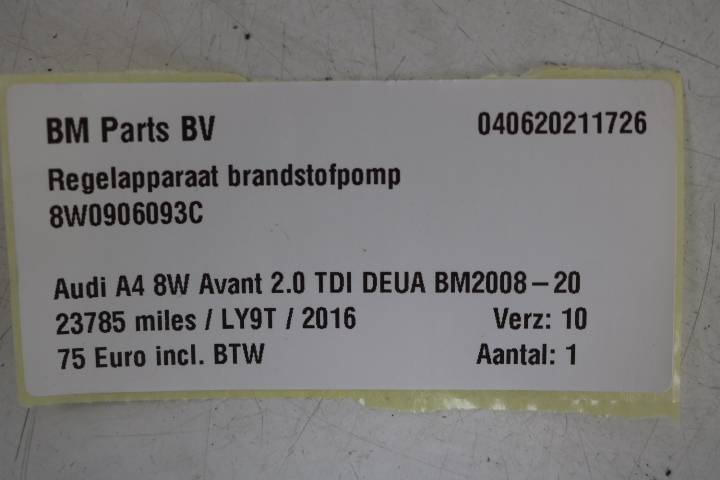 BM Parts BV 040620211726
Regelapparaat brandstofpomp
8W0906093C
Audi A4 8W Avant 2.0 TDI DEUA BM2008-20
23785 miles / LY9T / 2016 Verz: 10
75 Euro incl. BTW Aantal: 1